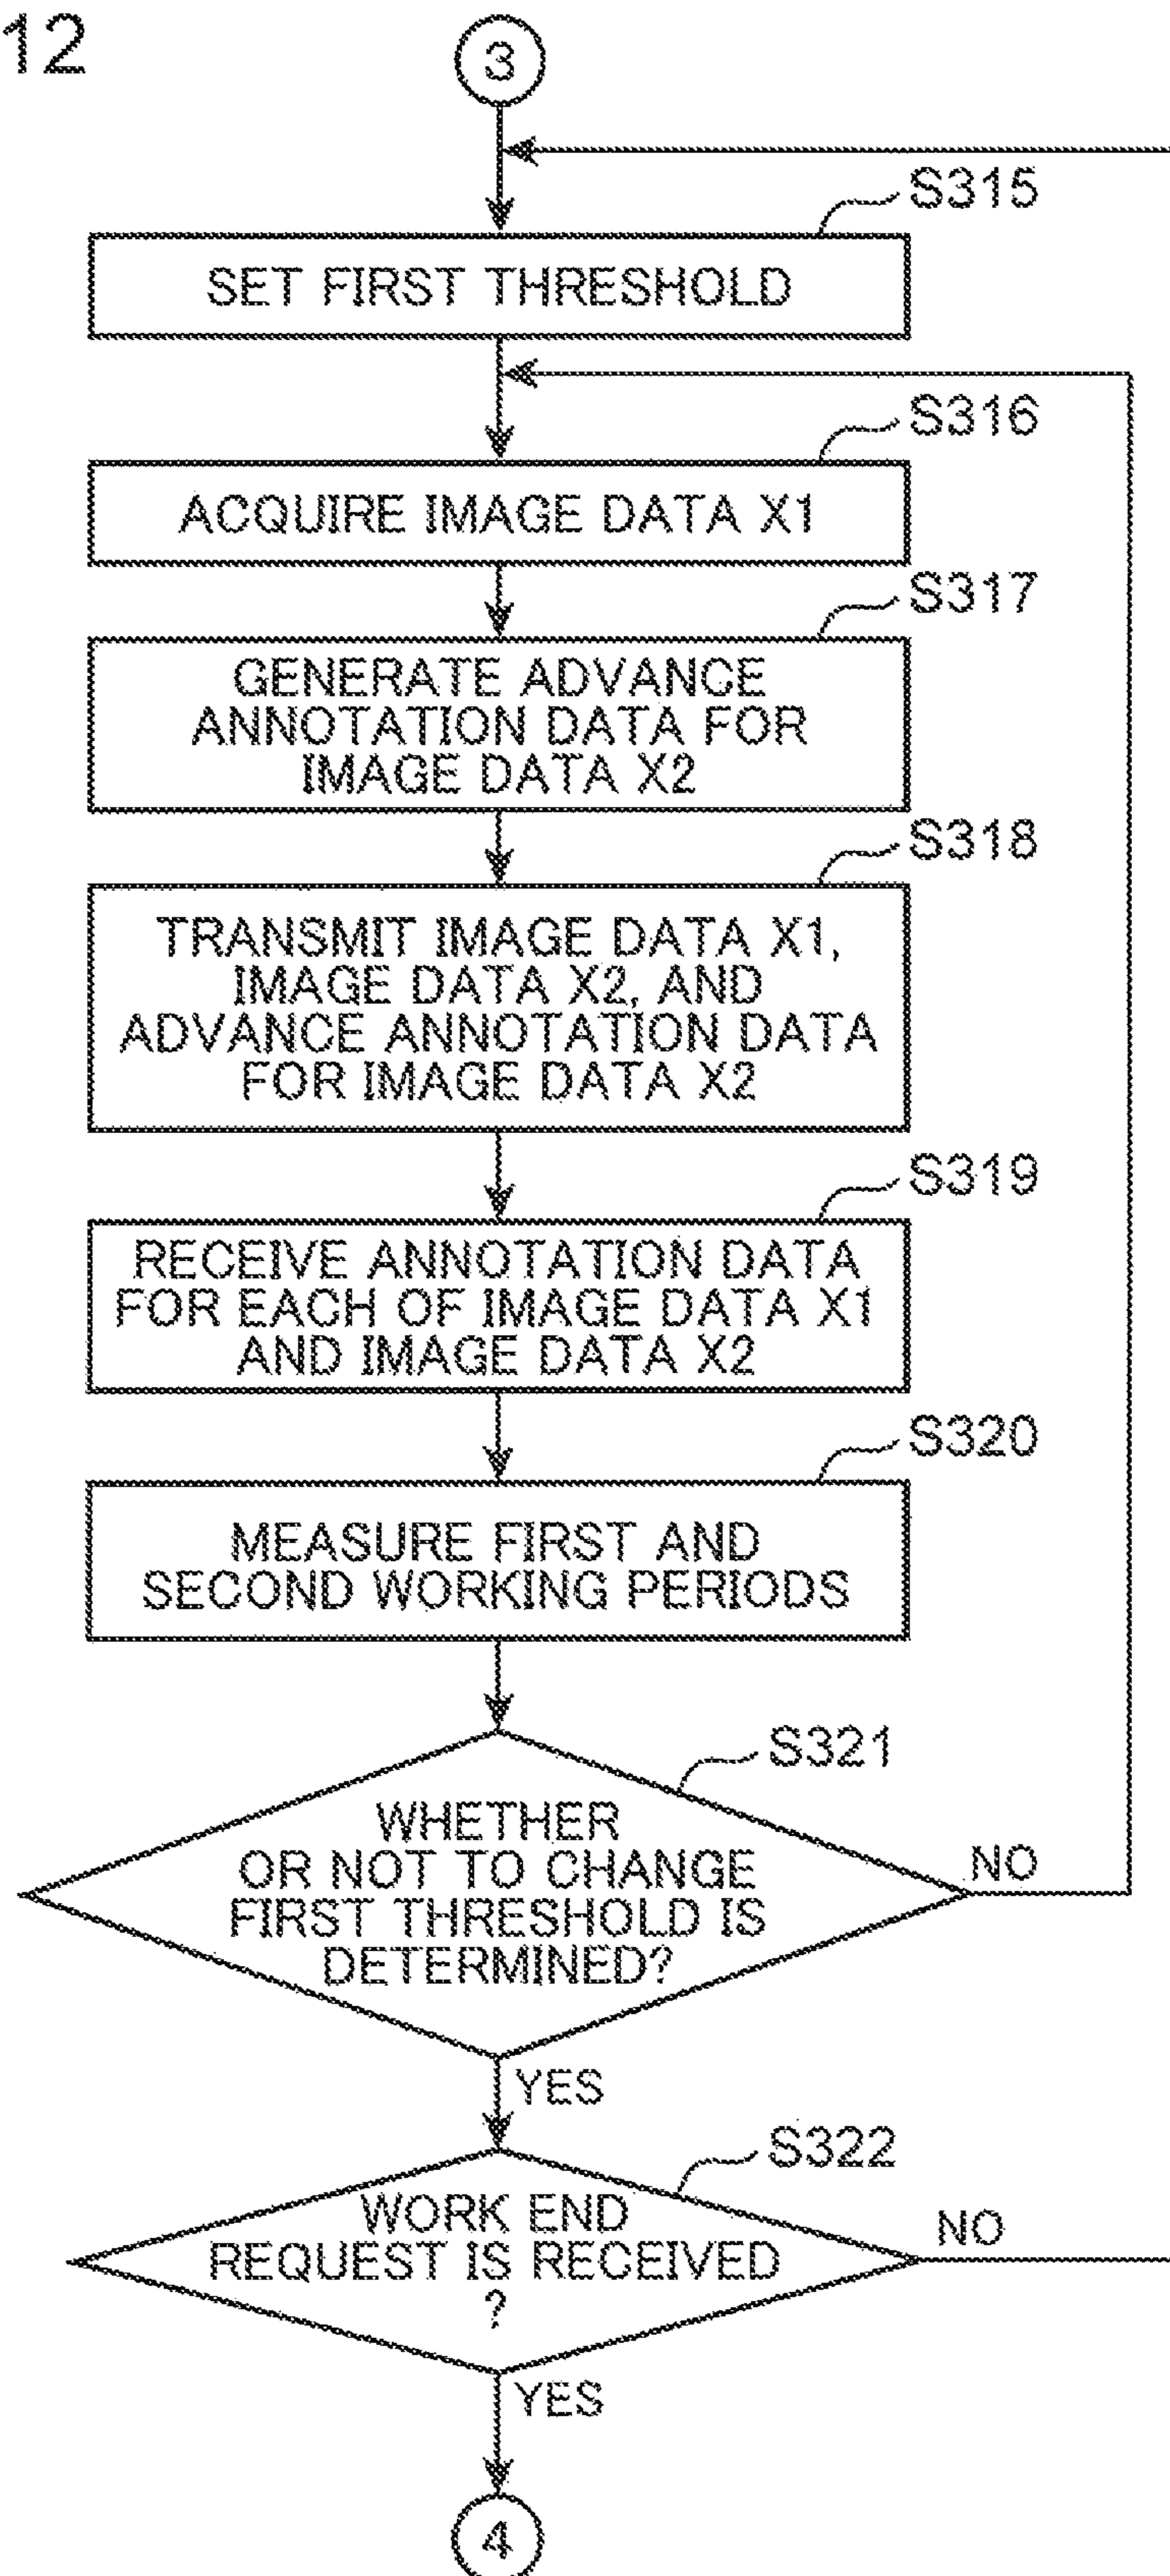 12
3
S315
SET FIRST THRESHOLD
S316
ACQUIRE IMAGE DATA X1
S317
GENERATE ADVANCE
ANNOTATION DATA FOR
IMAGE DATA X2
S318
TRANSMIT IMAGE DATA X1,
IMAGE DATA X2, AND
ADVANCE ANNOTATION DATA
FOR IMAGE DATA X2
S319
RECEIVE ANNOTATION DATA
FOR EACH OF IMAGE DATA X1
AND IMAGE DATA X2
S320
MEASURE FIRST AND
SECOND WORKING PERIODS
S321
WHETHER
OR NOT TO CHANGE
FIRST THRESHOLD IS
DETERMINED?
NO
YES
S322
WORK END
REQUEST IS RECEIVED
?
NO
YES
4